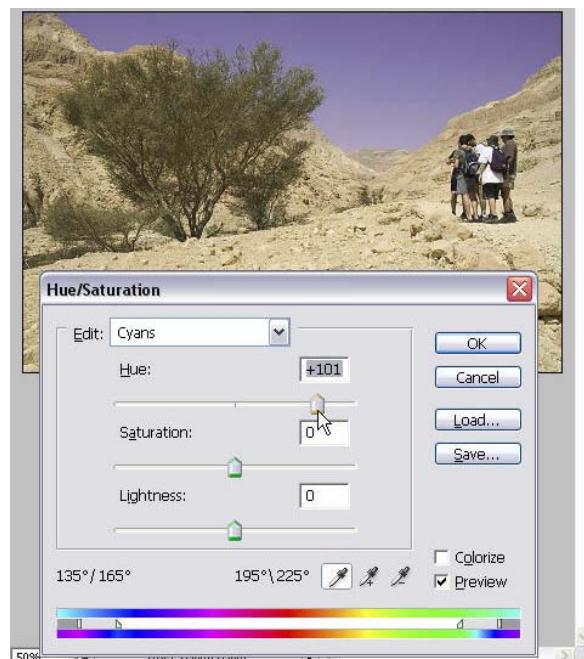 Hue/Saturation
Edit: Cyans
OK
Hue: +101
Cancel
Load...
Saturation: 0
Save...
Lightness: 0
Colorize
135°/165° 195°\225°
Preview
50%